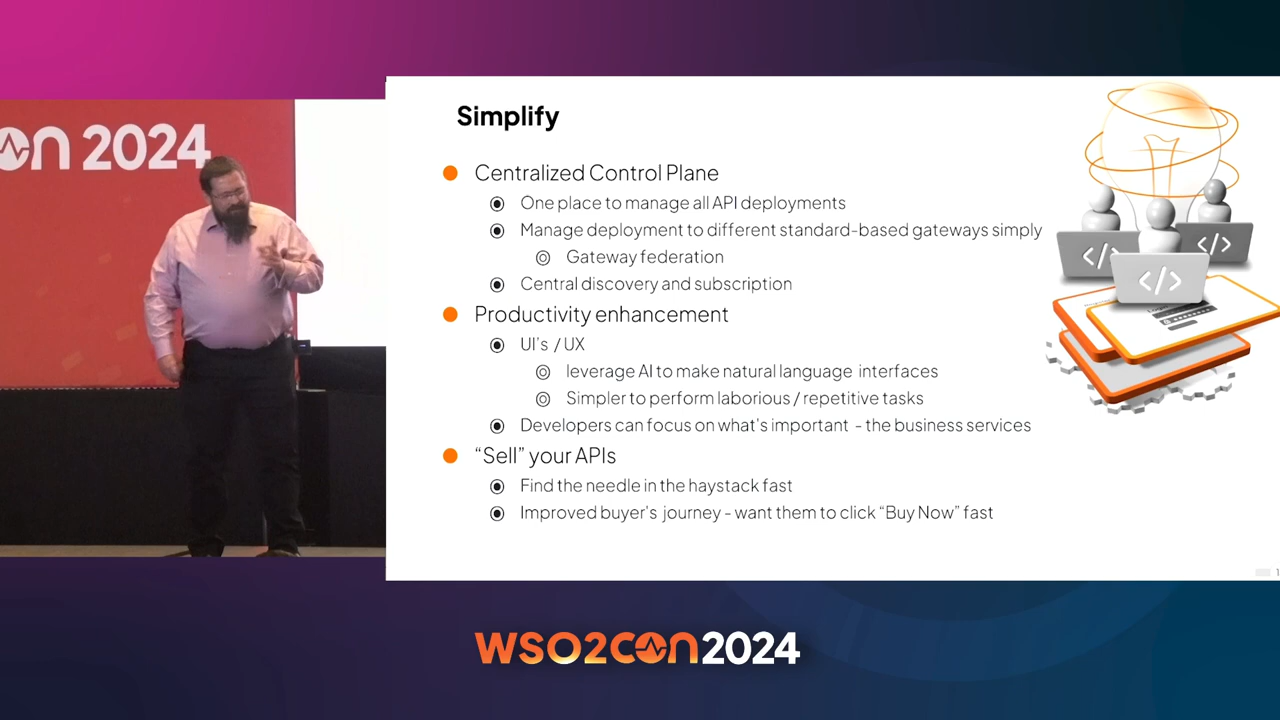 CON 2024
Simplify
Centralized Control Plane
One place to manage all API deployments
Manage deployment to different standard-based gateways simply
Gateway federation
Central discovery and subscription
Productivity enhancement
UI's / UX
leverage AI to make natural language interfaces
Simpler to perform laborious / repetitive tasks
Developers can focus on what's important - the business services
“Sell” your APIs
Find the needle in the haystack fast
Improved buyer's journey - want them to click “Buy Now” fast
</> </> </>
WSO2CON2024